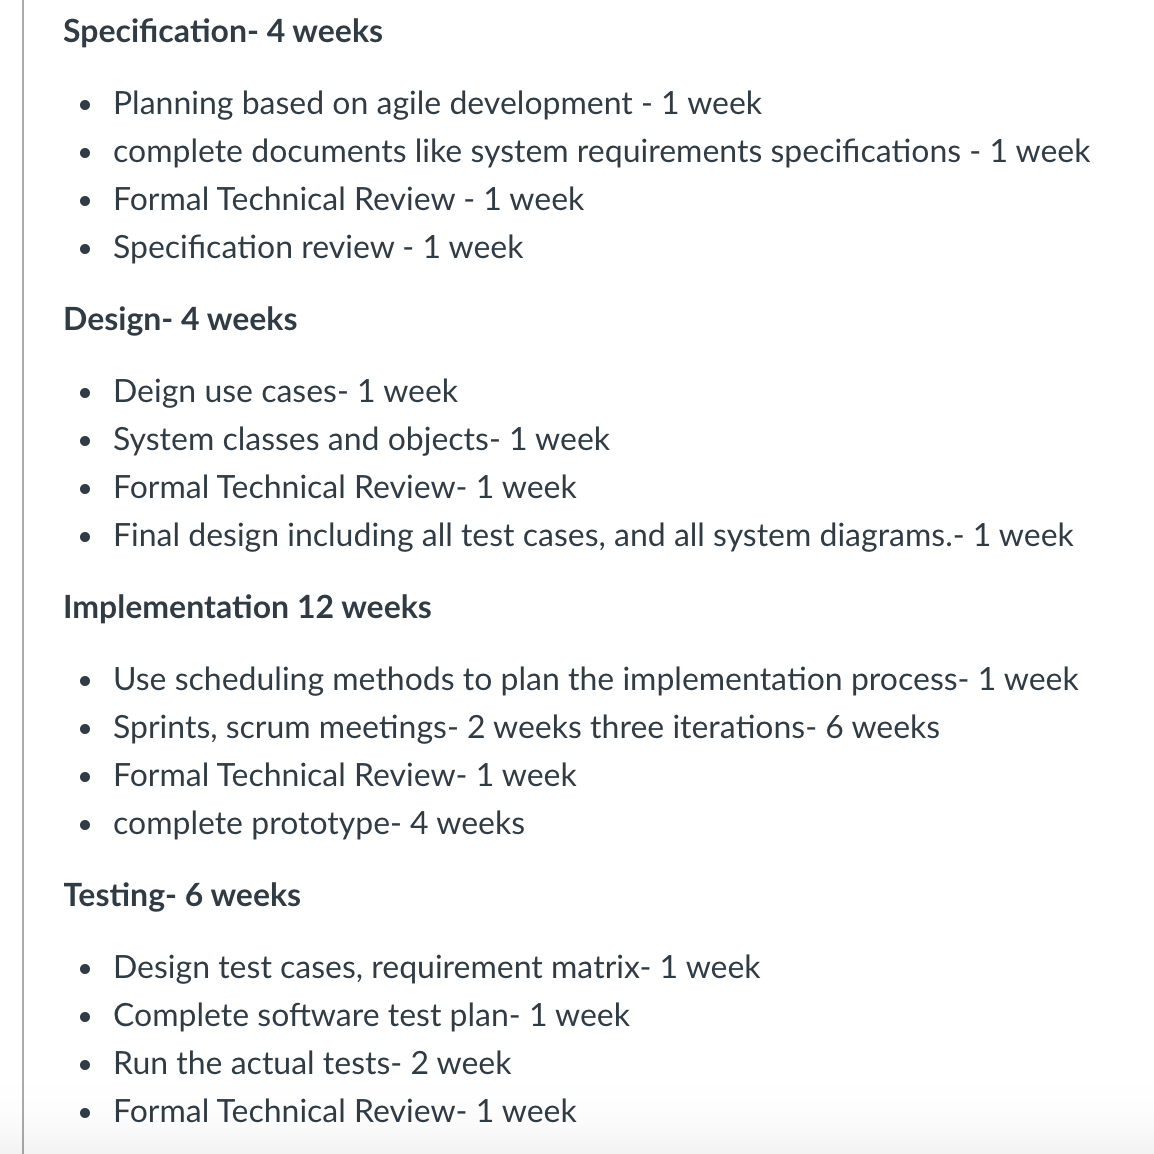 Specification- 4 weeks
Planning based on agile development - 1 week
complete documents like system requirements specifications - 1 week
Formal Technical Review - 1 week
Specification review - 1 week
Design- 4 weeks
Deign use cases- 1 week
System classes and objects- 1 week
Formal Technical Review- 1 week
Final design including all test cases, and all system diagrams.- 1 week
Implementation 12 weeks
Use scheduling methods to plan the implementation process- 1 week
Sprints, scrum meetings- 2 weeks three iterations- 6 weeks
Formal Technical Review- 1 week
complete prototype- 4 weeks
Testing- 6 weeks
Design test cases, requirement matrix- 1 week
Complete software test plan- 1 week
Run the actual tests- 2 week
Formal Technical Review- 1 week